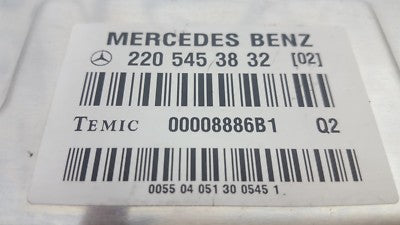 MERCEDES BENZ
220 545 38 32 [02]
TEMIC 00008886B1 Q2
0055 04 051 30 0545 1